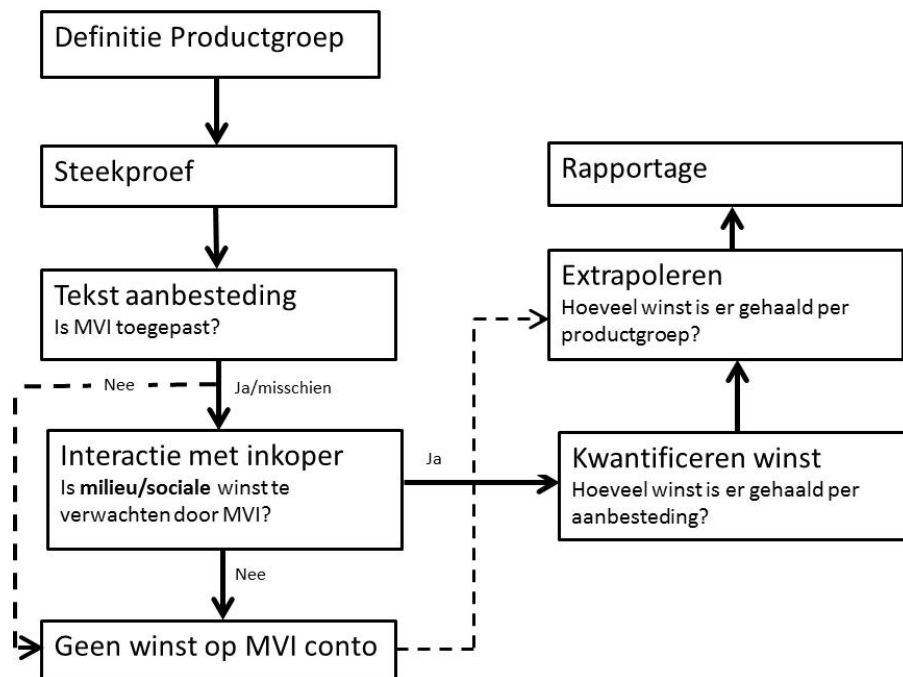 Definitie Productgroep
Steekproef
Tekst aanbesteding
Is MVI toegepast?
Nee
Ja/misschien
Interactie met inkoper
Is milieu/sociale winst te
verwachten door MVI?
Ja
Nee
Geen winst op MVI conto
Rapportage
Extrapoleren
Hoeveel winst is er gehaald per
productgroep?
Kwantificeren winst
Hoeveel winst is er gehaald per
aanbesteding?